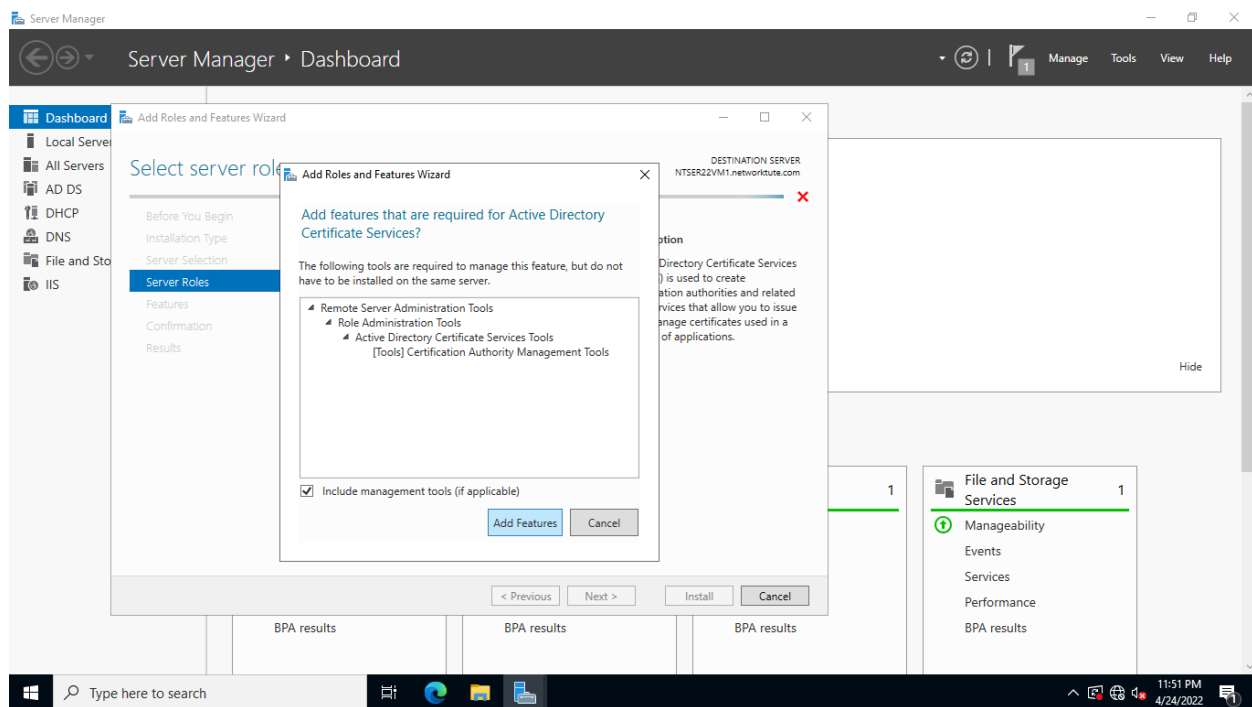 Server Manager
Server Manager ‣ Dashboard
1
Manage
Tools
View
Help
Dashboard
Local Server
All Servers
AD DS
DHCP
DNS
File and Sto
IIS
Add Roles and Features Wizard
Select server role
DESTINATION SERVER
NTSER22VM1.networktute.com
Before You Begin
Installation Type
Server Selection
Server Roles
Features
Confirmation
Results
Add Roles and Features Wizard
Add features that are required for Active Directory
Certificate Services?
The following tools are required to manage this feature, but do not
have to be installed on the same server.
Remote Server Administration Tools
Role Administration Tools
Active Directory Certificate Services Tools
[Tools] Certification Authority Management Tools
Include management tools (if applicable)
Add Features
Cancel
ption
Directory Certificate Services
) is used to create
ation authorities and related
rvices that allow you to issue
anage certificates used in a
of applications.
< Previous
Next >
Install
Cancel
Hide
1
File and Storage
Services
1
Manageability
Events
Services
Performance
BPA results
BPA results
BPA results
BPA results
Type here to search
11:51 PM
4/24/2022
1